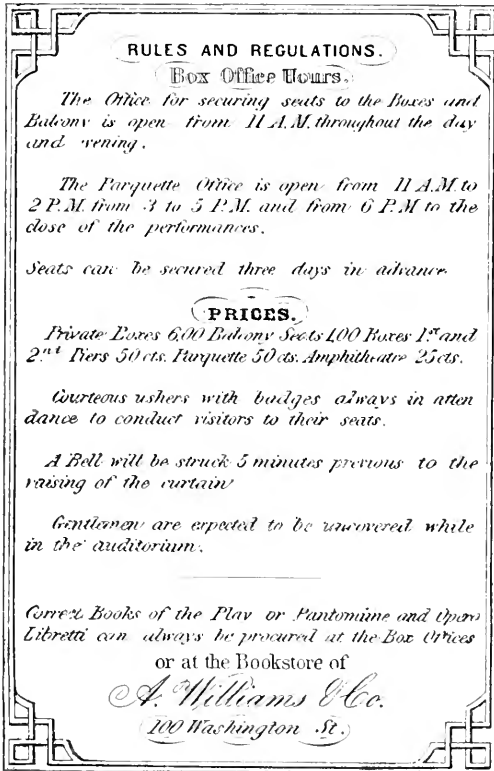 RULES AND REGULATIONS.
Box Office Hours.
The Office for securing seats to the Boxes and
Balcony is open from 11 A.M. throughout the day
and evening.
The Parquette Office is open from 11 A.M. to
2 P.M. from 3 to 5 P.M. and from 6 P.M to the
close of the performances.
Seats can be secured three days in advance.
PRICES.
Private Boxes 6,00 Balcony Seats 1,00 Boxes 1st and
2nd Tiers 50 cts. Parquette 50 cts. Amphitheatre 25 cts.
Courteous ushers with badges always in atten
dance to conduct visitors to their seats.
A Bell will be struck 5 minutes previous to the
raising of the curtain
Gentlemen are expected to be uncovered while
in the auditorium.
Correct Books of the Play or Pantomime and Opera
Libretti can always be procured at the Box Offices
or at the Bookstore of
A. Williams & Co.
100 Washington St.